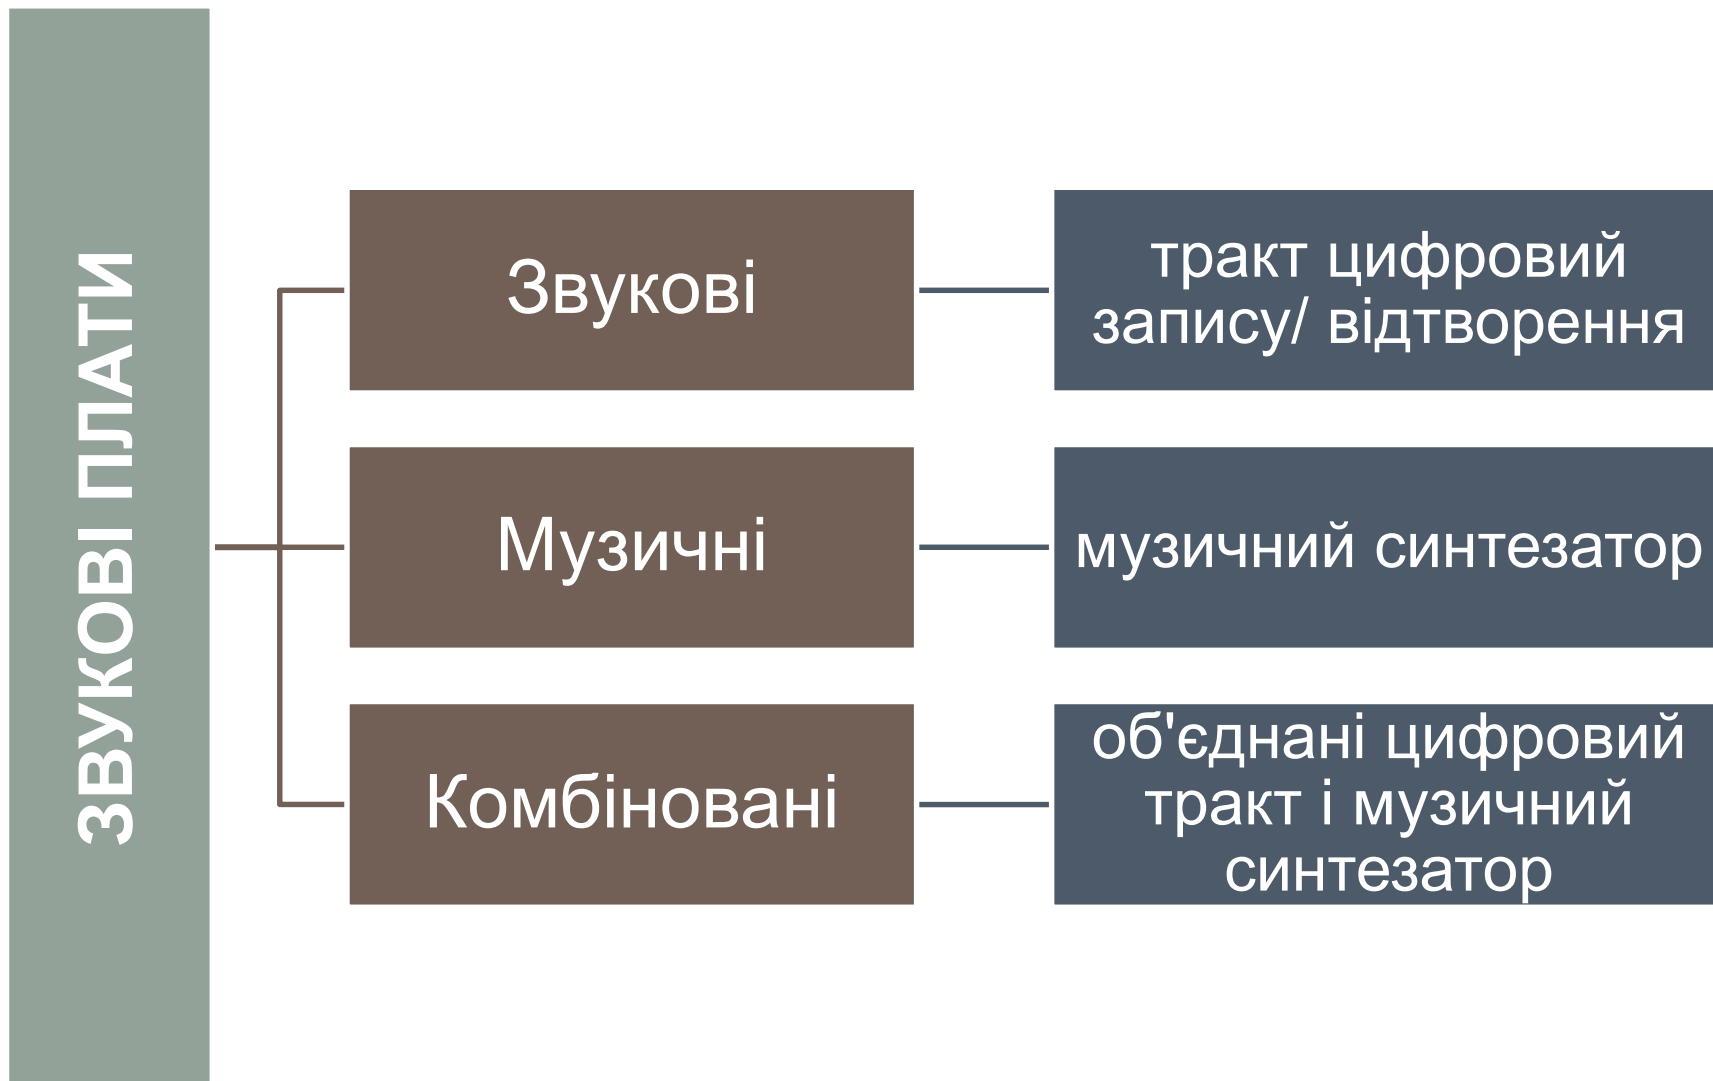 ЗВУКОВІ ПЛАТИ
Звукові
тракт цифровий
запису/ відтворення
Музичні
музичний синтезатор
Комбіновані
об'єднані цифровий
тракт і музичний
синтезатор